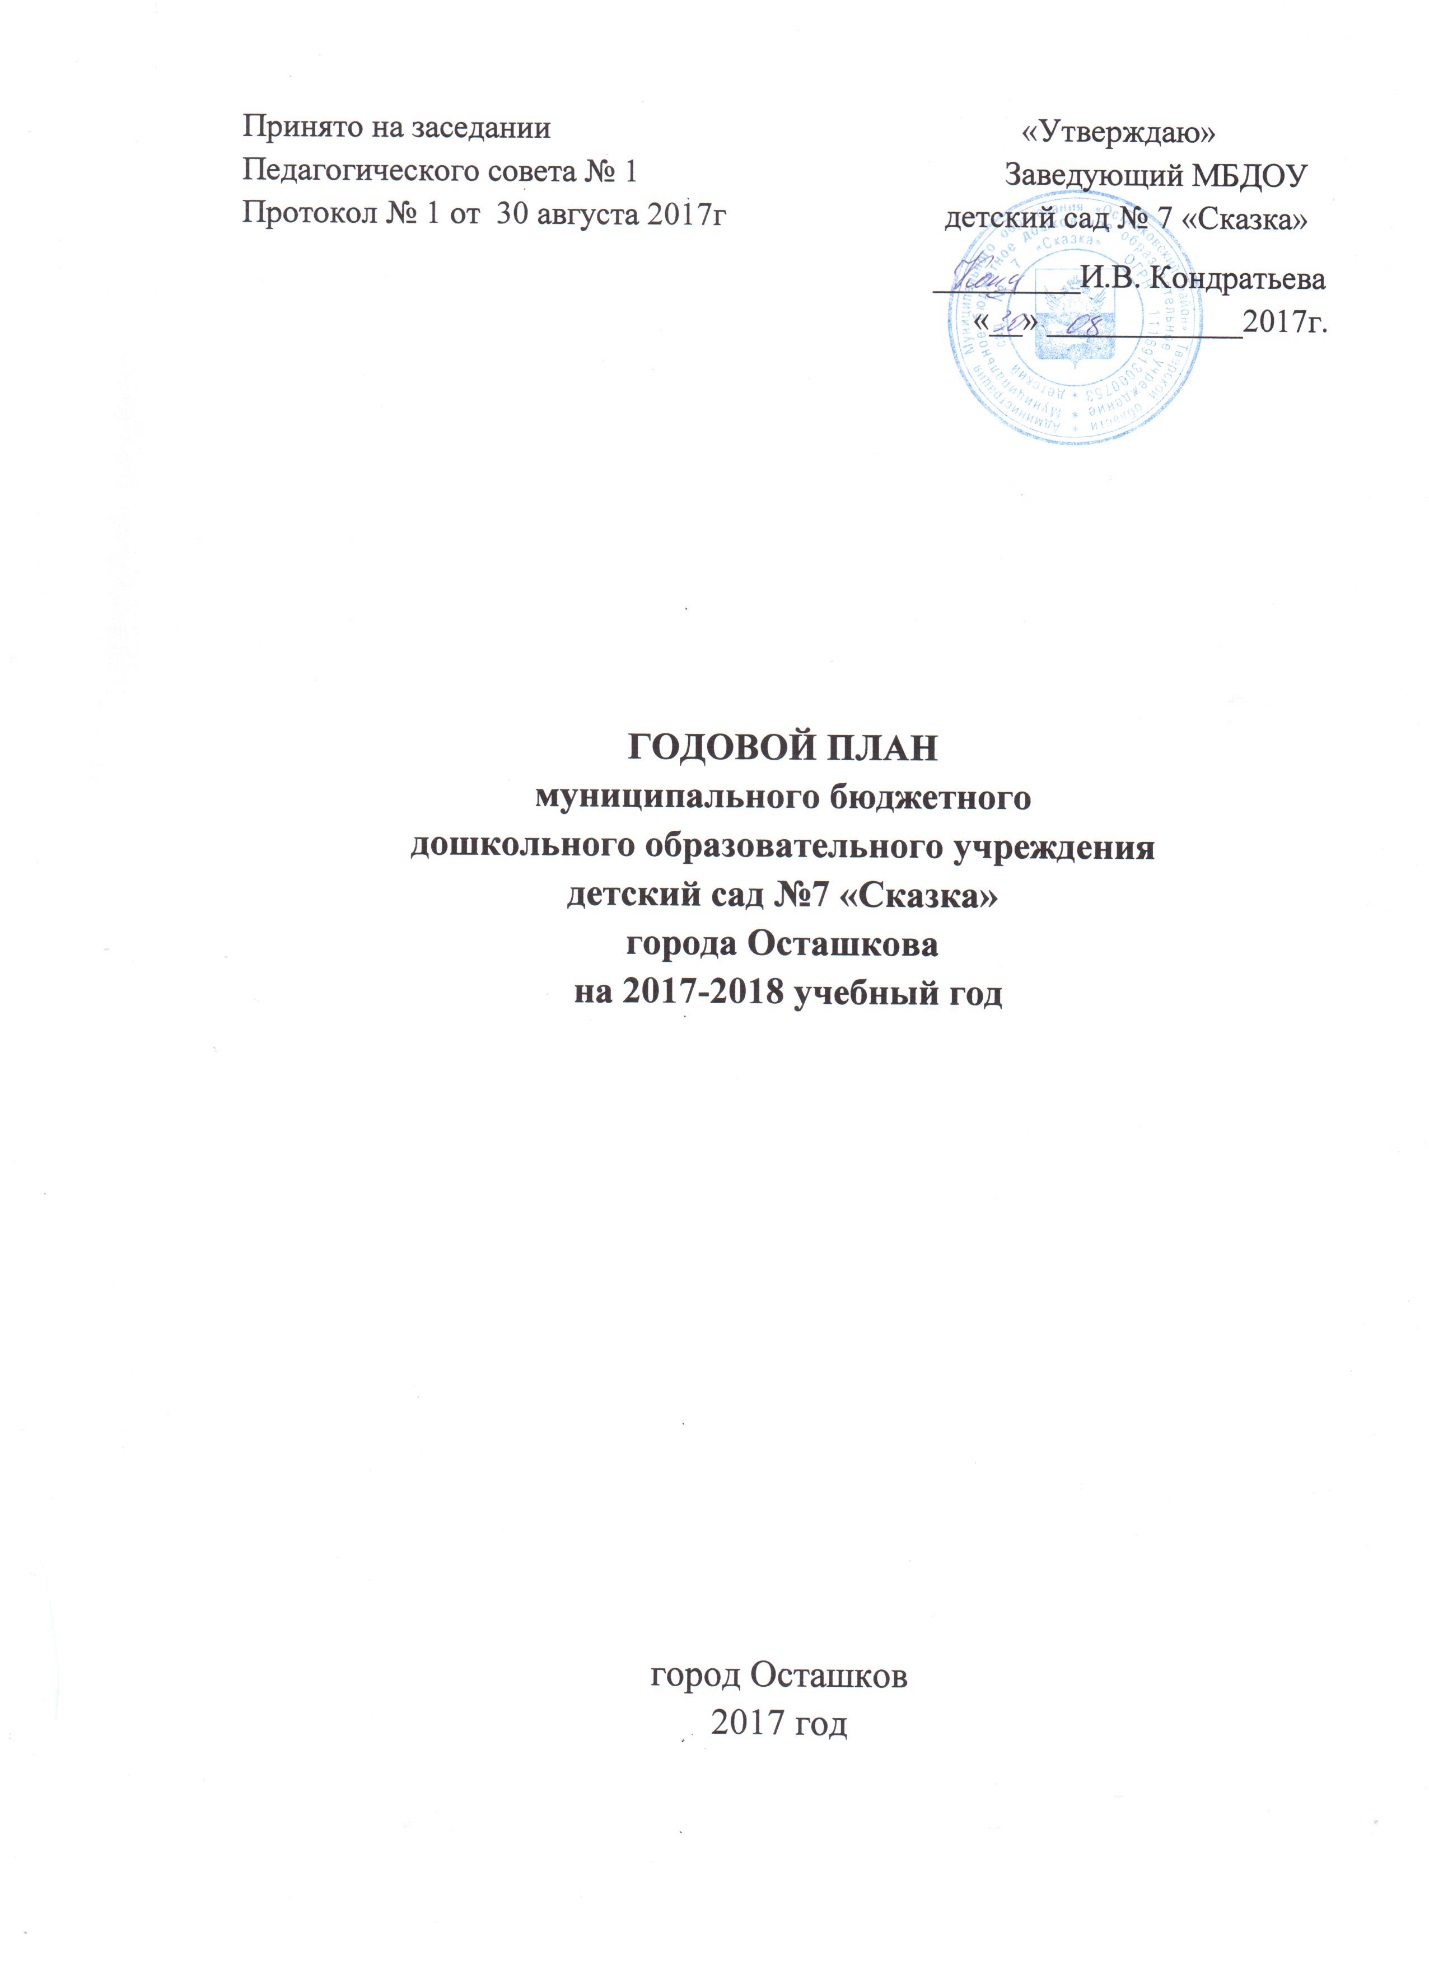 Принято на заседании
Педагогического совета № 1
Протокол № 1 от 30 августа 2017г
«Утверждаю»
Заведующий МБДОУ
детский сад № 7 «Сказка»
И.В. Кондратьева
«30» 08 2017г.
ГОДОВОЙ ПЛАН
муниципального бюджетного
дошкольного образовательного учреждения
детский сад №7 «Сказка»
города Осташкова
на 2017-2018 учебный год
город Осташков
2017 год